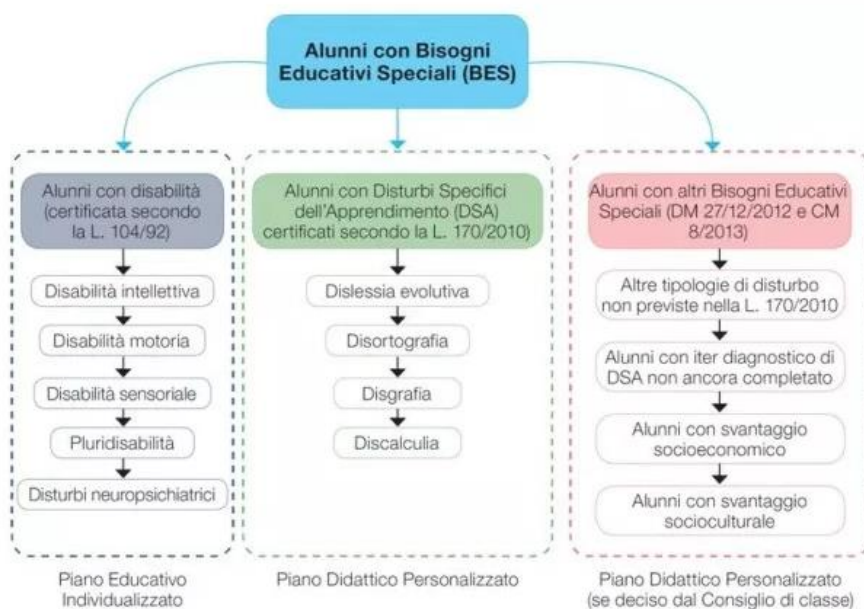 Alunni con Bisogni
Educativi Speciali (BES)
Alunni con disabilità
(certificata secondo
la L. 104/92)
Disabilità intellettiva
Disabilità motoria
Disabilità sensoriale
Pluridisabilità
Disturbi neuropsichiatrici
Piano Educativo
Individualizzato
Alunni con Disturbi Specifici
dell'Apprendimento (DSA)
certificati secondo la L. 170/2010)
Dislessia evolutiva
Disortografia
Disgrafia
Discalculia
Piano Didattico Personalizzato
Alunni con altri Bisogni Educativi
Speciali (DM 27/12/2012 e CM
8/2013)
Altre tipologie di disturbo
non previste nella L. 170/2010
Alunni con iter diagnostico di
DSA non ancora completato
Alunni con svantaggio
socioeconomico
Alunni con svantaggio
socioculturale
Piano Didattico Personalizzato
(se deciso dal Consiglio di classe)